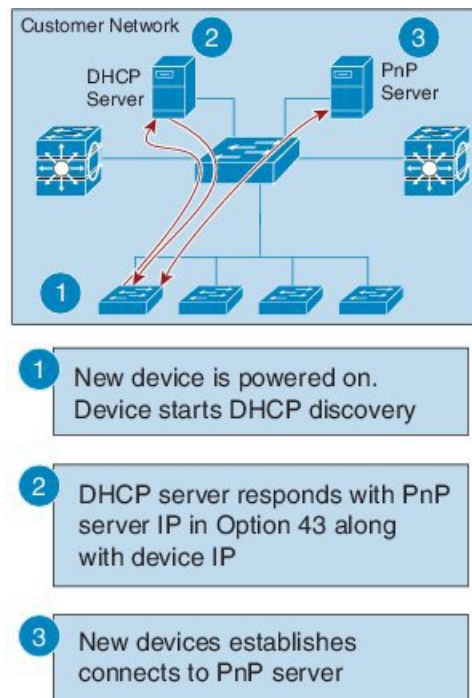 Customer Network
2
3
DHCP
Server
PnP
Server
1
1
New device is powered on.
Device starts DHCP discovery
2
DHCP server responds with PnP
server IP in Option 43 along
with device IP
3
New devices establishes
connects to PnP server